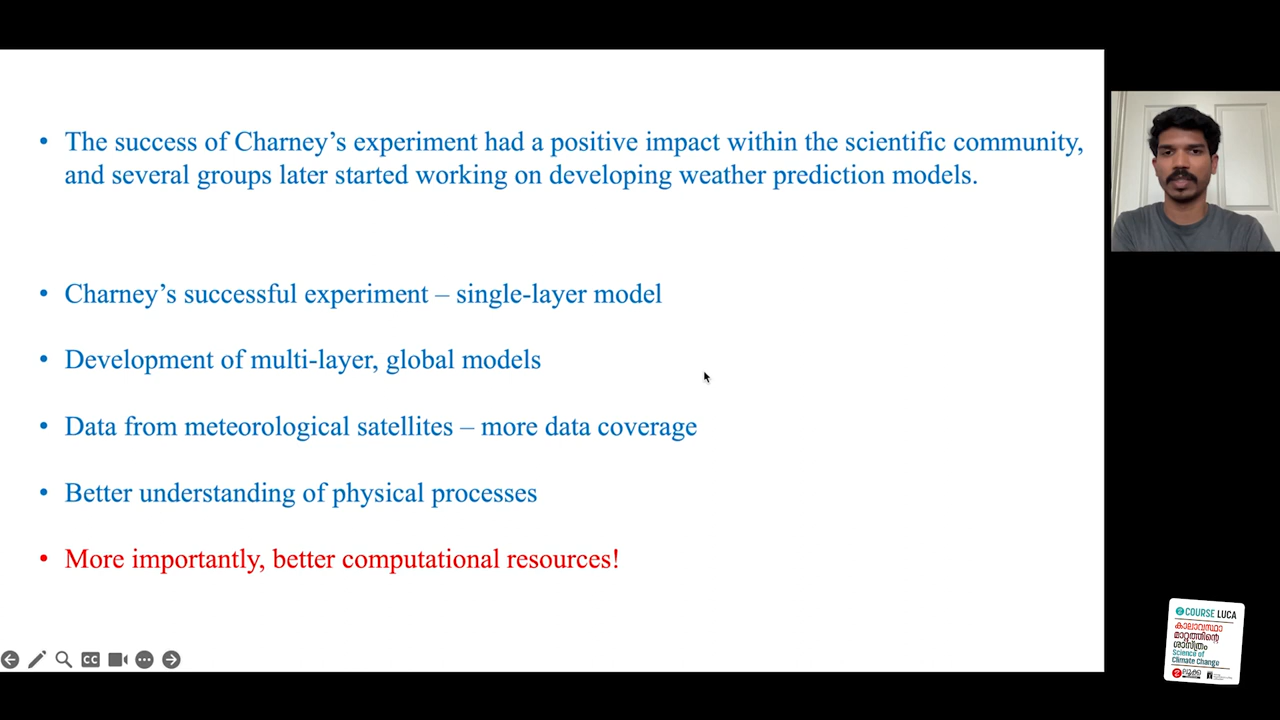 • The success of Charney’s experiment had a positive impact within the scientific community,
and several groups later started working on developing weather prediction models.
• Charney’s successful experiment – single-layer model
• Development of multi-layer, global models
• Data from meteorological satellites – more data coverage
• Better understanding of physical processes
• More importantly, better computational resources!
CC
COURSE LUCA
കാലാവസ്ഥാ
മാറ്റത്തിന്റെ
ശാസ്ത്രം
Science of
Climate Change
ലൂക്ക